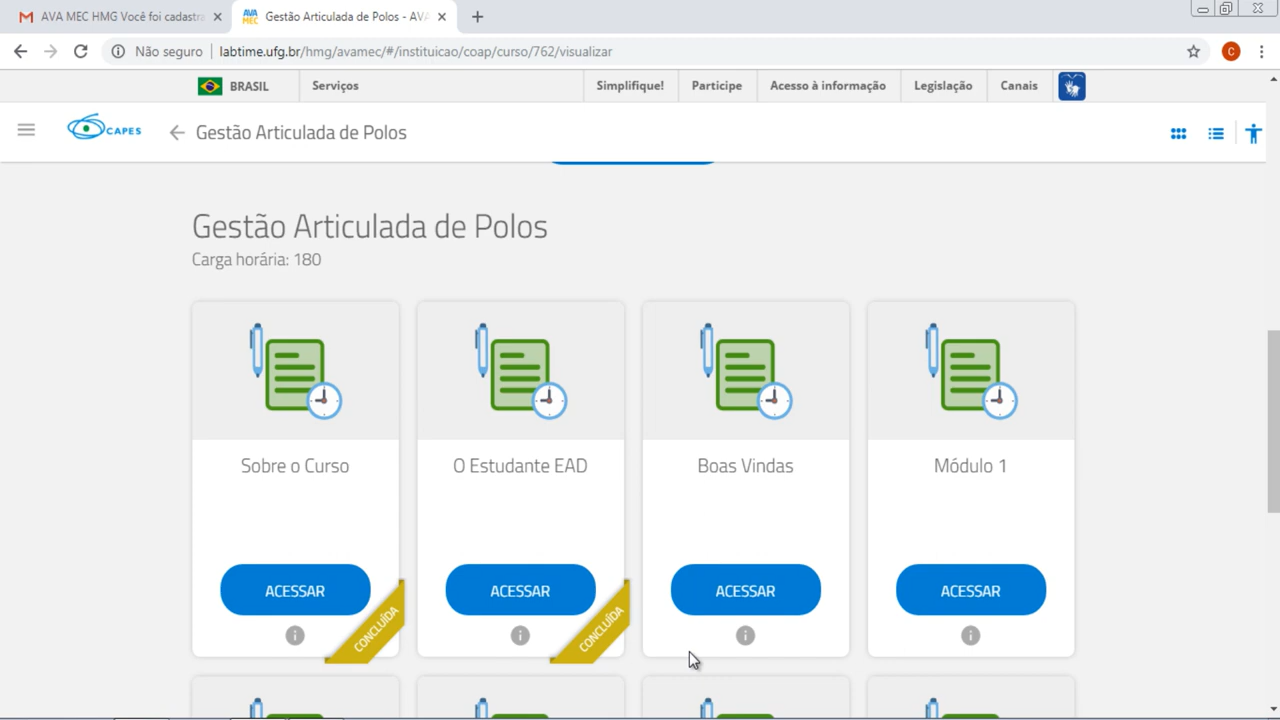 AVA MEC HMG Você foi cadastra
Gestão Articulada de Polos - AVA
Não seguro
labtime.ufg.br/hmg/avamec/#/instituicao/coap/curso/762/visualizar
C
BRASIL
Serviços
Simplifique!
Participe
Acesso à informação
Legislação
Canais
CAPES
Gestão Articulada de Polos
Gestão Articulada de Polos
Carga horária: 180
Sobre o Curso
O Estudante EAD
Boas Vindas
Módulo 1
ACESSAR
ACESSAR
ACESSAR
ACESSAR
CONCLUÍDA
CONCLUÍDA